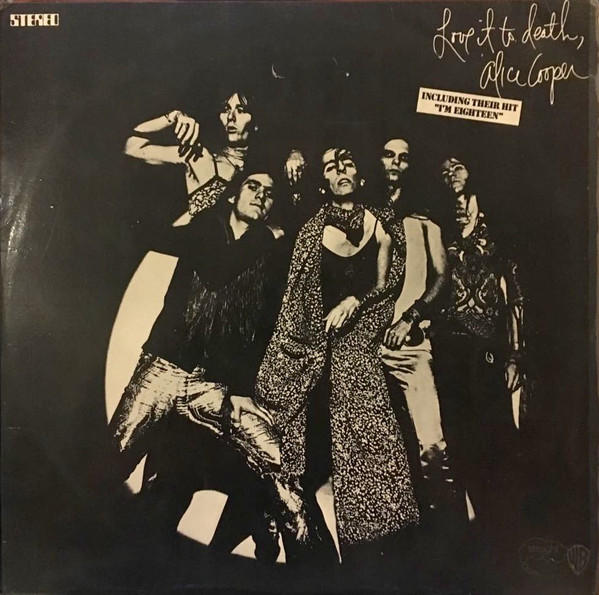 STEREO
Love it to death,
Alice Cooper
INCLUDING THEIR HIT
"I'M EIGHTEEN"